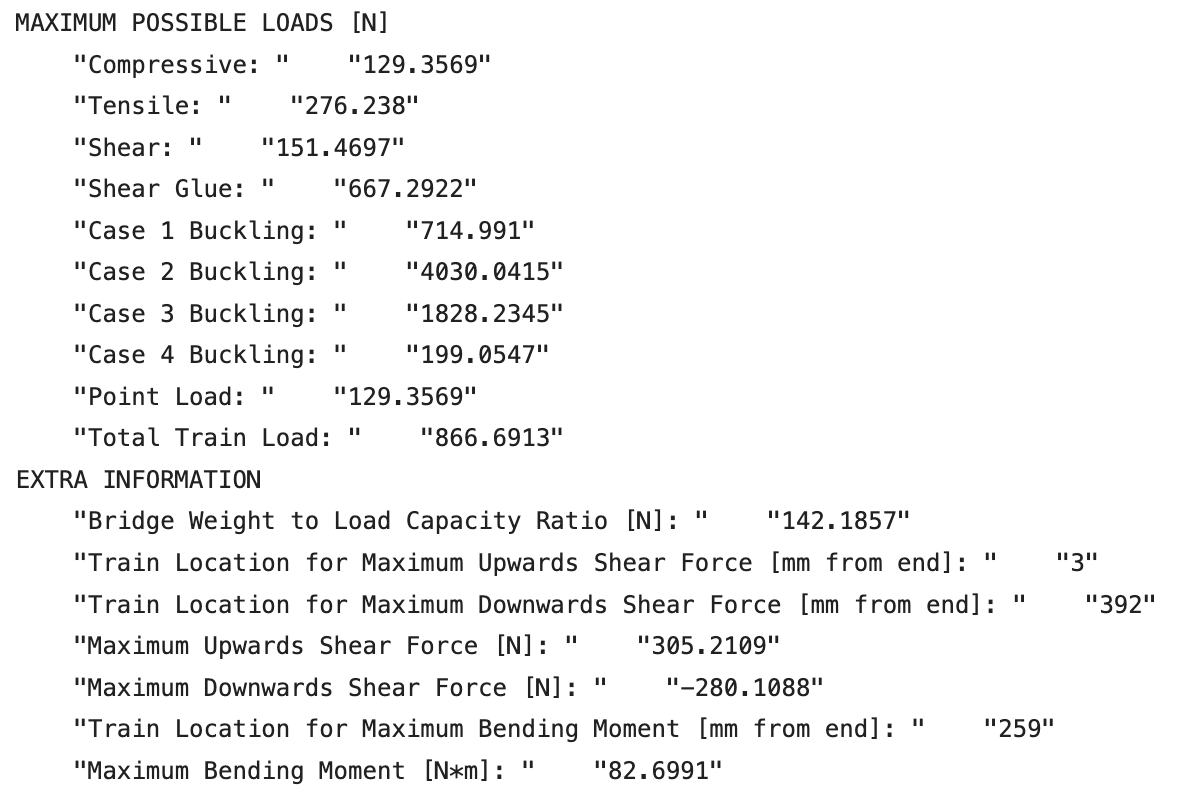 MAXIMUM POSSIBLE LOADS [N]
"Compressive: "    "129.3569"
"Tensile: "    "276.238"
"Shear: "    "151.4697"
"Shear Glue: "    "667.2922"
"Case 1 Buckling: "    "714.991"
"Case 2 Buckling: "    "4030.0415"
"Case 3 Buckling: "    "1828.2345"
"Case 4 Buckling: "    "199.0547"
"Point Load: "    "129.3569"
"Total Train Load: "    "866.6913"
EXTRA INFORMATION
"Bridge Weight to Load Capacity Ratio [N]: "    "142.1857"
"Train Location for Maximum Upwards Shear Force [mm from end]: "    "3"
"Train Location for Maximum Downwards Shear Force [mm from end]: "    "392"
"Maximum Upwards Shear Force [N]: "    "305.2109"
"Maximum Downwards Shear Force [N]: "    "-280.1088"
"Train Location for Maximum Bending Moment [mm from end]: "    "259"
"Maximum Bending Moment [N*m]: "    "82.6991"